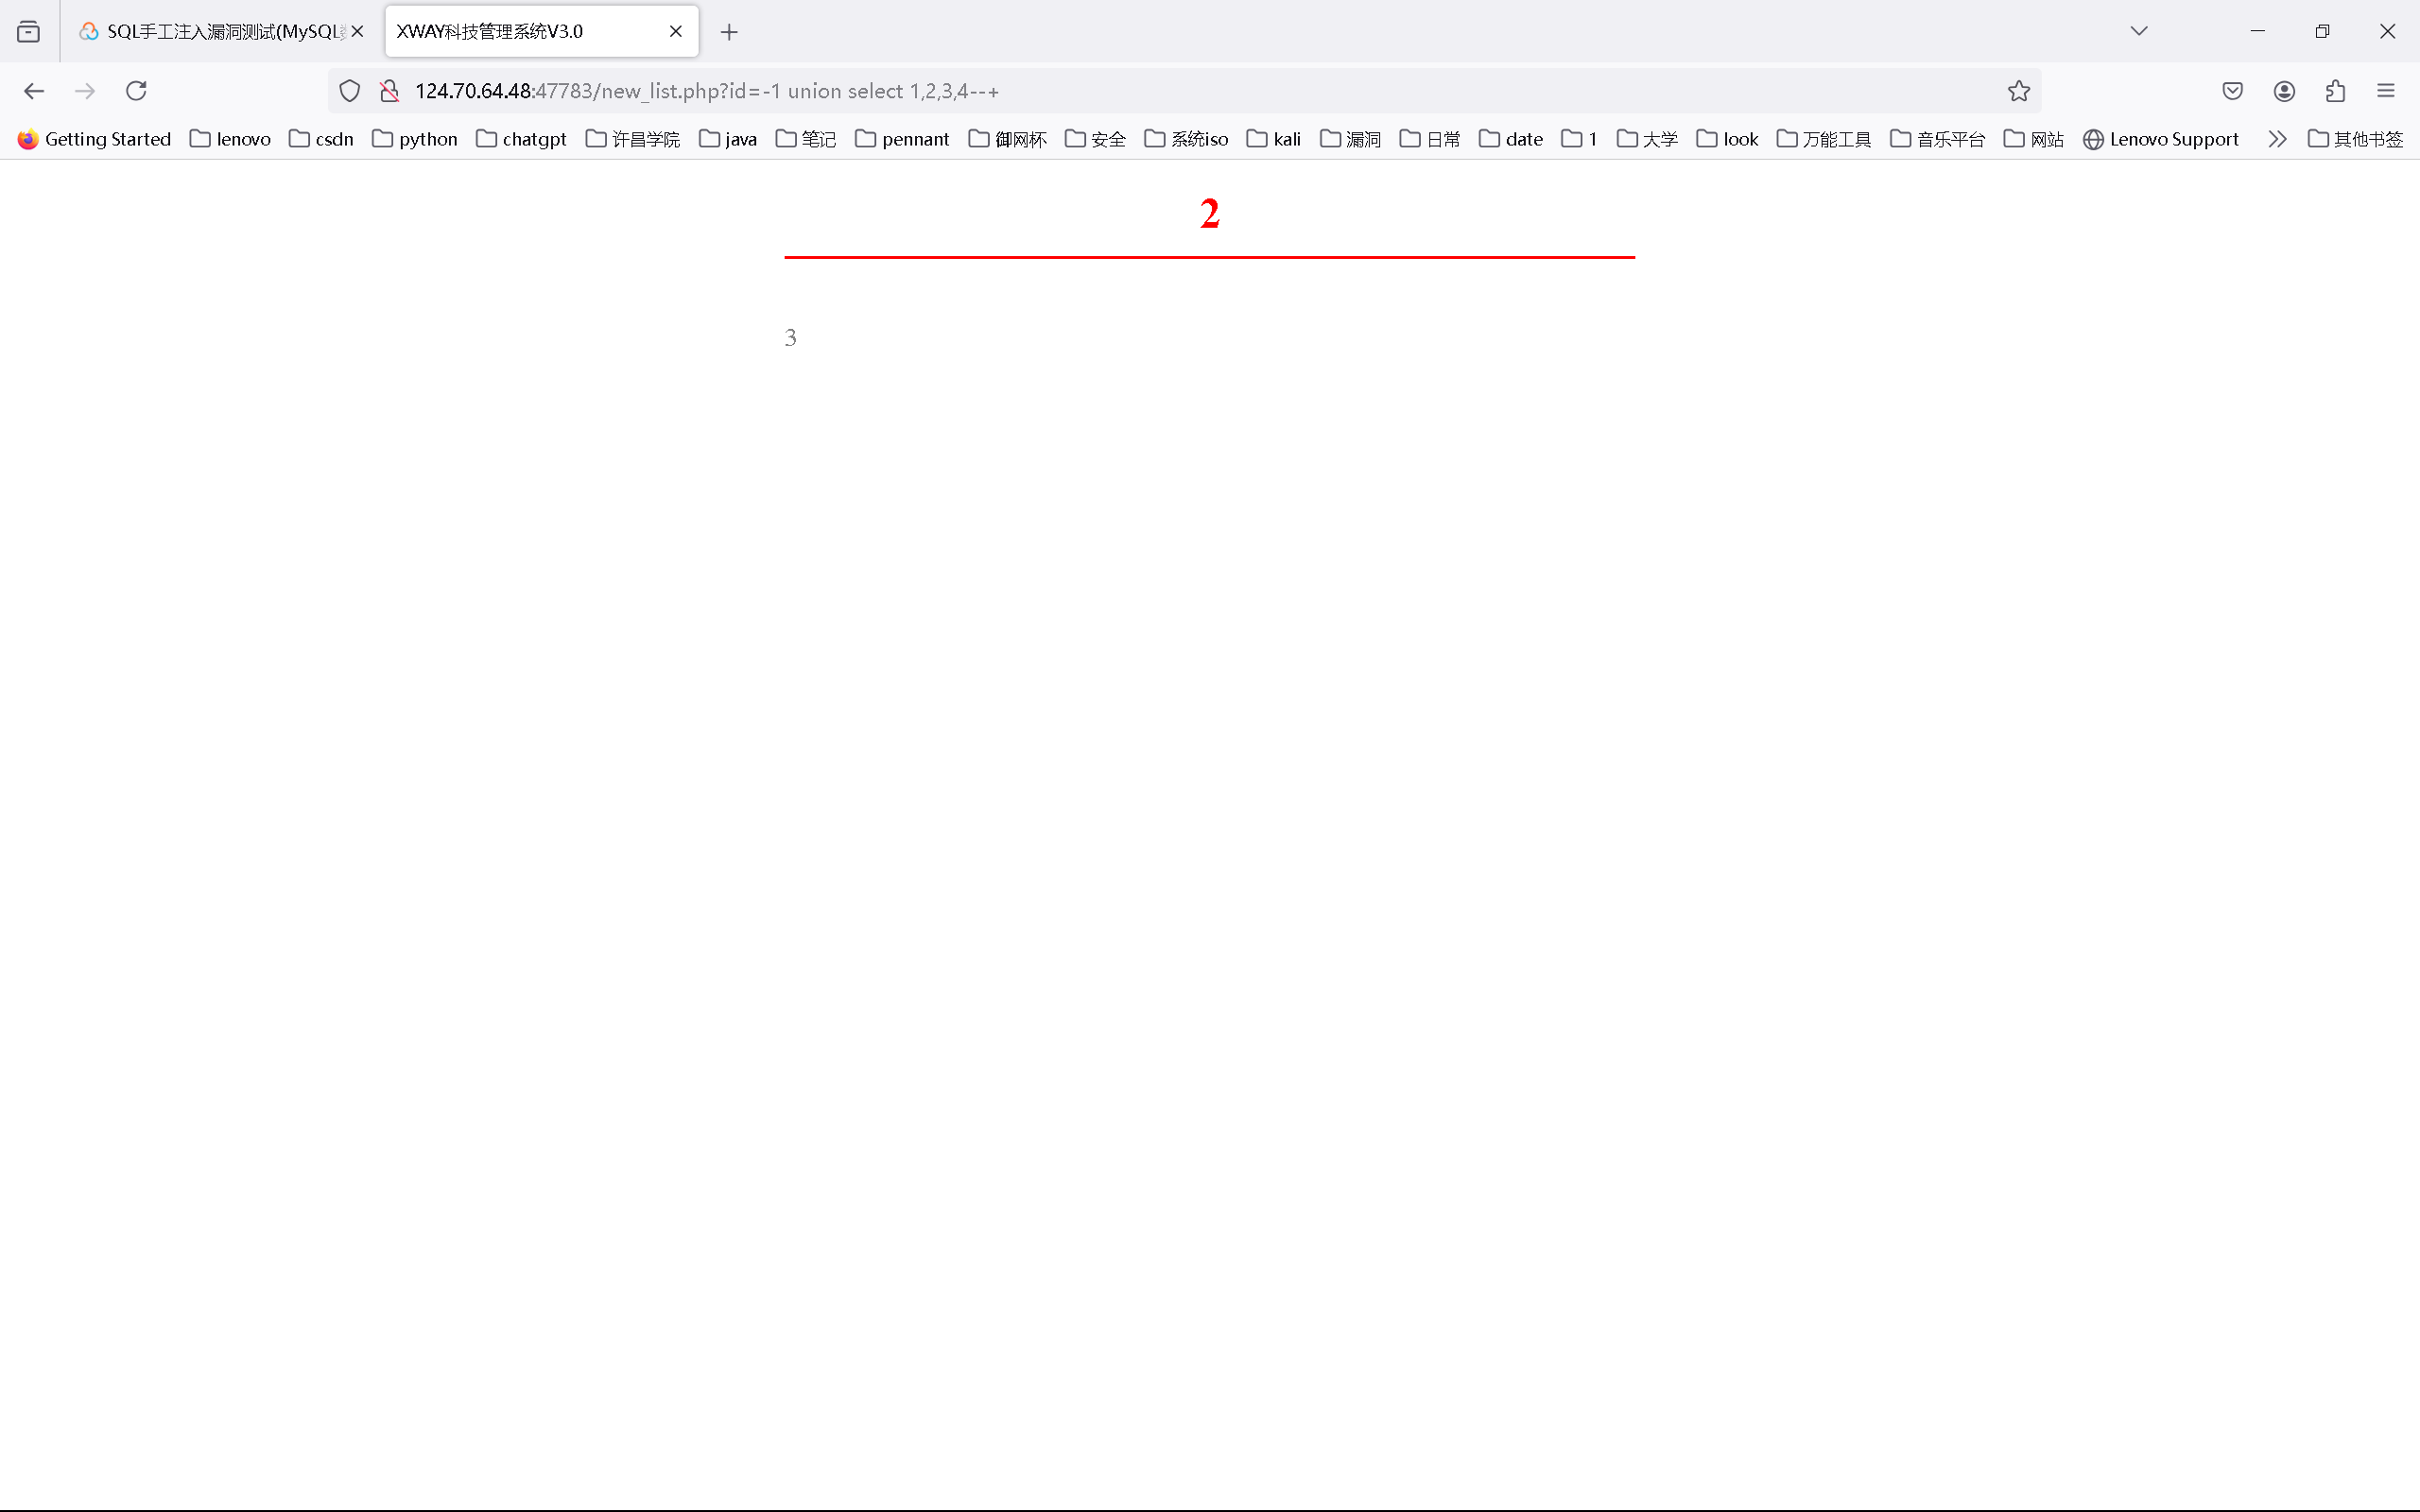 SQL手工注入漏洞测试(MySQL
XWAY科技管理系统V3.0
124.70.64.48:47783/new_list.php?id=-1 union select 1,2,3,4--+
Getting Started lenovo csdn python chatgpt 许昌学院 java 笔记 pennant 御网杯 安全 系统iso kali 漏洞 日常 date 1 大学 look 万能工具 音乐平台 网站 Lenovo Support 其他书签
2
3